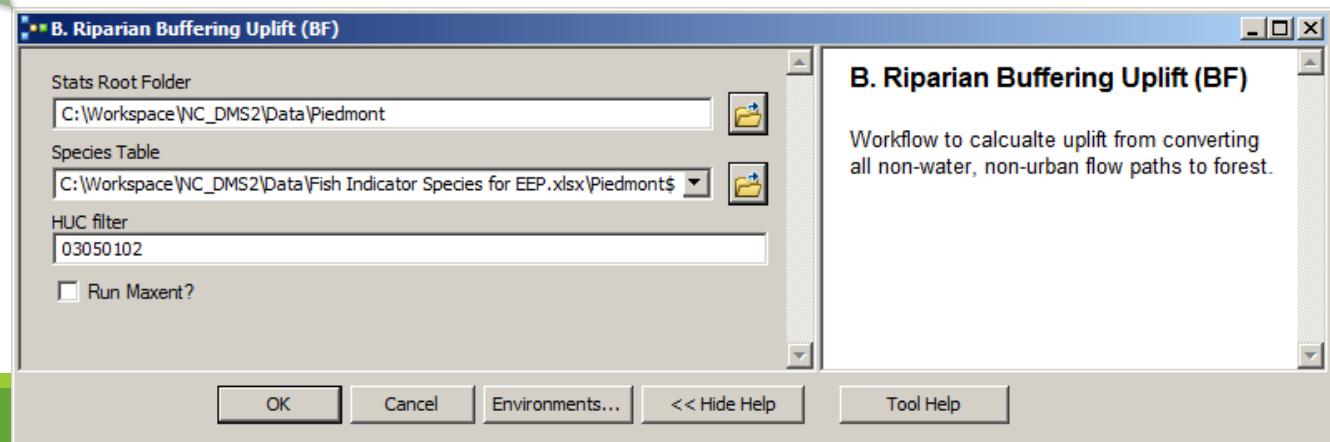 B. Riparian Buffering Uplift (BF)
Stats Root Folder
C:\Workspace\NC_DMS2\Data\Piedmont
Species Table
C:\Workspace\NC_DMS2\Data\Fish Indicator Species for EEP.xlsx\Piedmont$
HUC filter
03050102
Run Maxent?
B. Riparian Buffering Uplift (BF)
Workflow to calcualte uplift from converting
all non-water, non-urban flow paths to forest.
OK
Cancel
Environments...
<< Hide Help
Tool Help